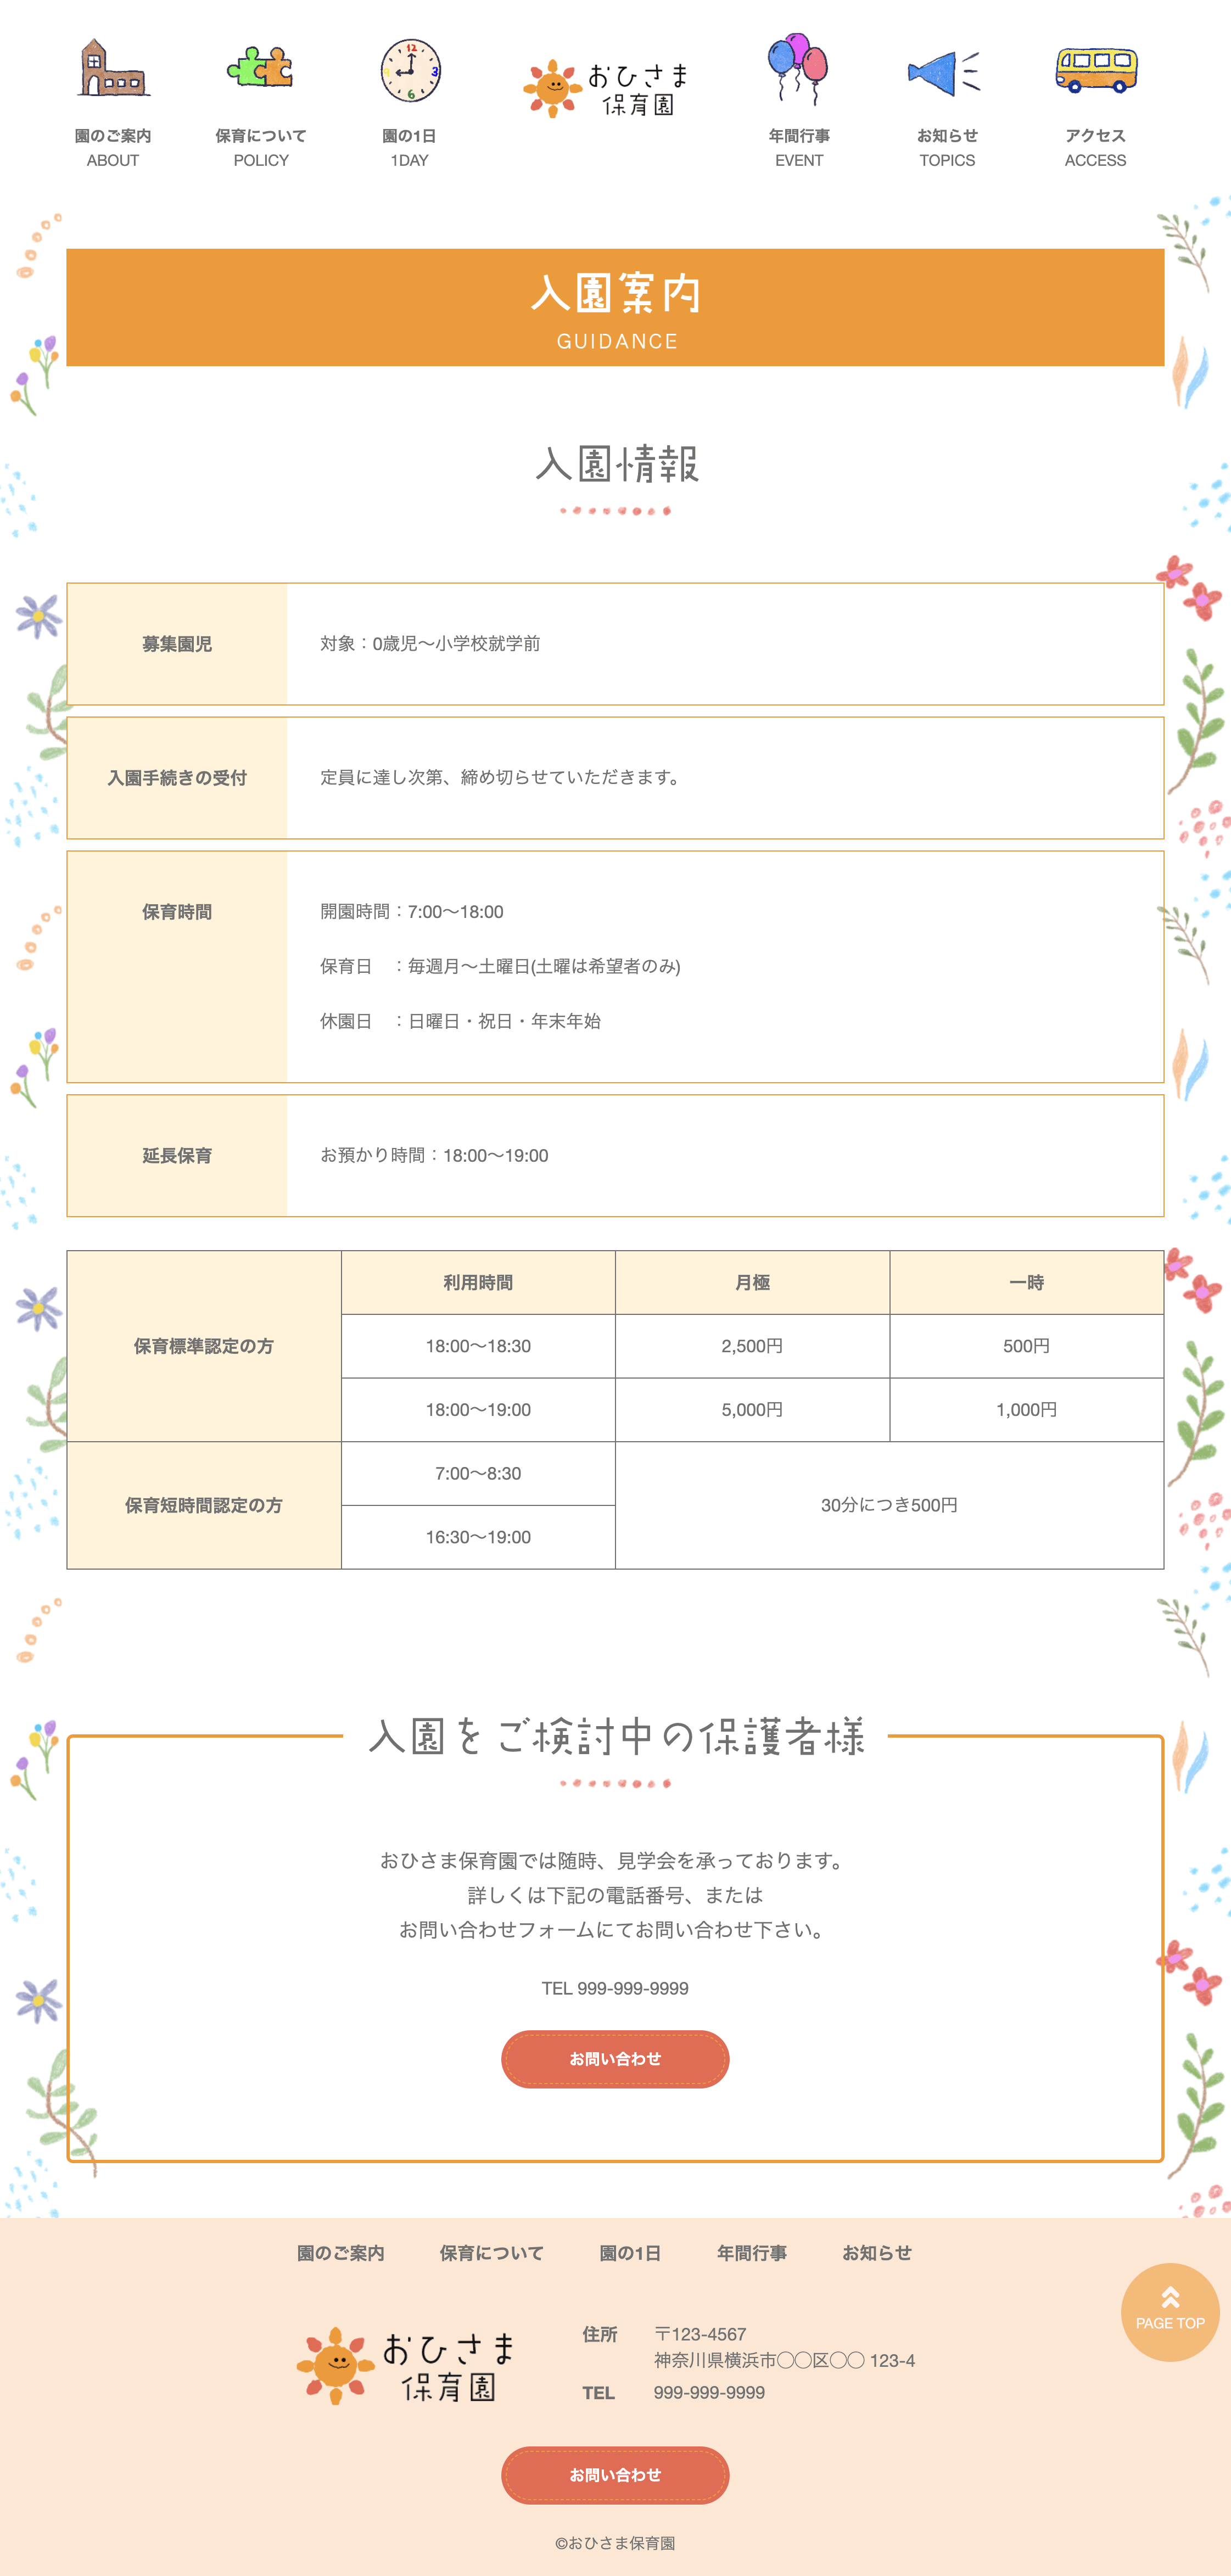 園のご案内
ABOUT
保育について
POLICY
12
3
6
9
園の1日
1DAY
おひさま
保育園
年間行事
EVENT
お知らせ
TOPICS
アクセス
ACCESS
入園案内
GUIDANCE
入園情報
募集園児
対象：0歳児〜小学校就学前
入園手続きの受付
定員に達し次第、締め切らせていただきます。
保育時間
開園時間：7:00〜18:00
保育日　：毎週月〜土曜日(土曜は希望者のみ)
休園日　：日曜日・祝日・年末年始
延長保育
お預かり時間：18:00〜19:00
保育標準認定の方
利用時間
月極
一時
18:00〜18:30
2,500円
500円
18:00〜19:00
5,000円
1,000円
保育短時間認定の方
7:00〜8:30
30分につき500円
16:30〜19:00
入園をご検討中の保護者様
おひさま保育園では随時、見学会を承っております。
詳しくは下記の電話番号、または
お問い合わせフォームにてお問い合わせ下さい。
TEL 999-999-9999
お問い合わせ
園のご案内
保育について
園の1日
年間行事
お知らせ
PAGE TOP
おひさま
保育園
住所
〒123-4567
神奈川県横浜市◯◯区◯◯ 123-4
TEL
999-999-9999
お問い合わせ
©おひさま保育園